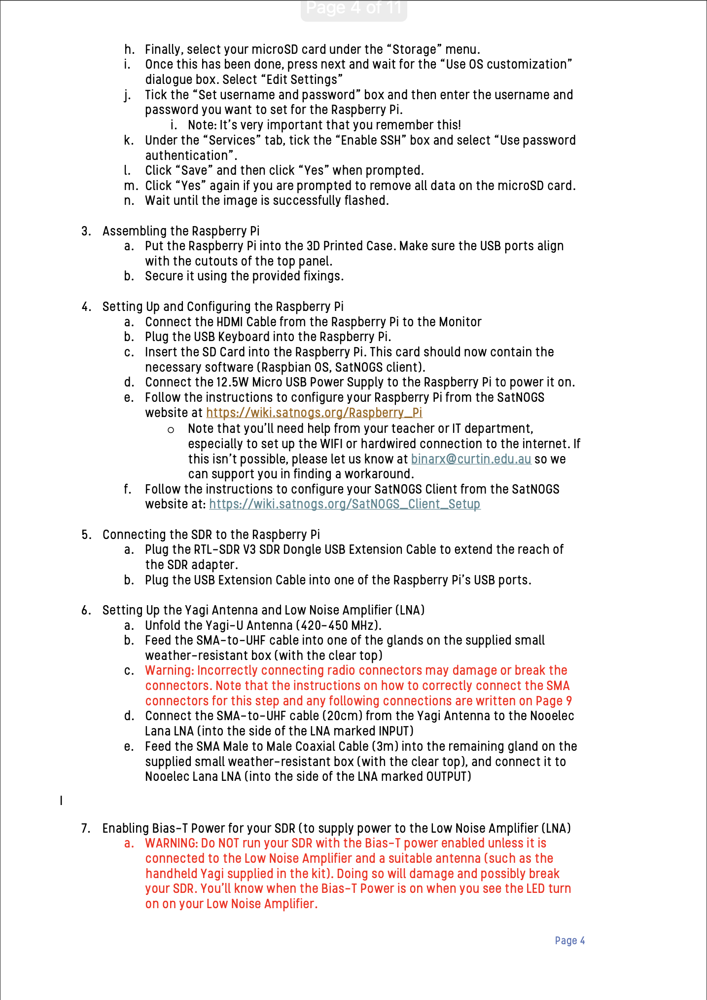 Page 4 of 11
h. Finally, select your microSD card under the “Storage” menu.
i. Once this has been done, press next and wait for the “Use OS customization”
dialogue box. Select “Edit Settings”
j. Tick the “Set username and password” box and then enter the username and
password you want to set for the Raspberry Pi.
i. Note: It’s very important that you remember this!
k. Under the “Services” tab, tick the “Enable SSH” box and select “Use password
authentication”.
l. Click “Save” and then click “Yes” when prompted.
m. Click “Yes” again if you are prompted to remove all data on the microSD card.
n. Wait until the image is successfully flashed.
3. Assembling the Raspberry Pi
a. Put the Raspberry Pi into the 3D Printed Case. Make sure the USB ports align
with the cutouts of the top panel.
b. Secure it using the provided fixings.
4. Setting Up and Configuring the Raspberry Pi
a. Connect the HDMI Cable from the Raspberry Pi to the Monitor
b. Plug the USB Keyboard into the Raspberry Pi.
c. Insert the SD Card into the Raspberry Pi. This card should now contain the
necessary software (Raspbian OS, SatNOGS client).
d. Connect the 12.5W Micro USB Power Supply to the Raspberry Pi to power it on.
e. Follow the instructions to configure your Raspberry Pi from the SatNOGS
website at https://wiki.satnogs.org/Raspberry_Pi
o Note that you’ll need help from your teacher or IT department,
especially to set up the WIFI or hardwired connection to the internet. If
this isn’t possible, please let us know at binarx@curtin.edu.au so we
can support you in finding a workaround.
f. Follow the instructions to configure your SatNOGS Client from the SatNOGS
website at: https://wiki.satnogs.org/SatNOGS_Client_Setup
5. Connecting the SDR to the Raspberry Pi
a. Plug the RTL-SDR V3 SDR Dongle USB Extension Cable to extend the reach of
the SDR adapter.
b. Plug the USB Extension Cable into one of the Raspberry Pi’s USB ports.
6. Setting Up the Yagi Antenna and Low Noise Amplifier (LNA)
a. Unfold the Yagi-U Antenna (420-450 MHz).
b. Feed the SMA-to-UHF cable into one of the glands on the supplied small
weather-resistant box (with the clear top)
c. Warning: Incorrectly connecting radio connectors may damage or break the
connectors. Note that the instructions on how to correctly connect the SMA
connectors for this step and any following connections are written on Page 9
d. Connect the SMA-to-UHF cable (20cm) from the Yagi Antenna to the Nooelec
Lana LNA (into the side of the LNA marked INPUT)
e. Feed the SMA Male to Male Coaxial Cable (3m) into the remaining gland on the
supplied small weather-resistant box (with the clear top), and connect it to
Nooelec Lana LNA (into the side of the LNA marked OUTPUT)
I
7. Enabling Bias-T Power for your SDR (to supply power to the Low Noise Amplifier (LNA)
a. WARNING: Do NOT run your SDR with the Bias-T power enabled unless it is
connected to the Low Noise Amplifier and a suitable antenna (such as the
handheld Yagi supplied in the kit). Doing so will damage and possibly break
your SDR. You’ll know when the Bias-T Power is on when you see the LED turn
on on your Low Noise Amplifier.
Page 4